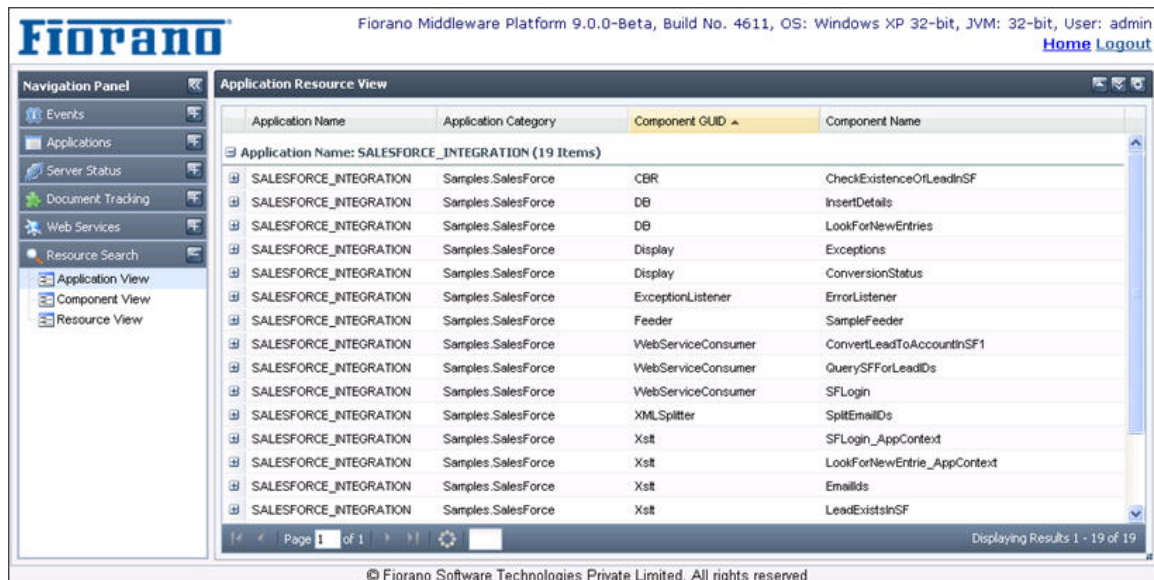 Fiorano
Fiorano Middleware Platform 9.0.0-Beta, Build No. 4611, OS: Windows XP 32-bit, JVM: 32-bit, User: admin
Home Logout
Navigation Panel
Events
Applications
Server Status
Document Tracking
Web Services
Resource Search
Application View
Component View
Resource View
Application Resource View
Application Name Application Category Component GUID Component Name
Application Name: SALESFORCE_INTEGRATION (19 Items)
SALESFORCE_INTEGRATION Samples.SalesForce CBR CheckExistenceOfLeadInSF
SALESFORCE_INTEGRATION Samples.SalesForce DB InsertDetails
SALESFORCE_INTEGRATION Samples.SalesForce DB LookForNewEntries
SALESFORCE_INTEGRATION Samples.SalesForce Display Exceptions
SALESFORCE_INTEGRATION Samples.SalesForce Display ConversionStatus
SALESFORCE_INTEGRATION Samples.SalesForce ExceptionListener ErrorListener
SALESFORCE_INTEGRATION Samples.SalesForce Feeder SampleFeeder
SALESFORCE_INTEGRATION Samples.SalesForce WebServiceConsumer ConvertLeadToAccountInSF1
SALESFORCE_INTEGRATION Samples.SalesForce WebServiceConsumer QuerySFForLeadIDs
SALESFORCE_INTEGRATION Samples.SalesForce WebServiceConsumer SFLogin
SALESFORCE_INTEGRATION Samples.SalesForce XMLSplitter SplitEmailIDs
SALESFORCE_INTEGRATION Samples.SalesForce Xslt SFLogin_AppContext
SALESFORCE_INTEGRATION Samples.SalesForce Xslt LookForNewEntrie_AppContext
SALESFORCE_INTEGRATION Samples.SalesForce Xslt EmailIds
SALESFORCE_INTEGRATION Samples.SalesForce Xslt LeadExistsInSF
Page 1 of 1
Displaying Results 1 - 19 of 19
© Fiorano Software Technologies Private Limited. All rights reserved